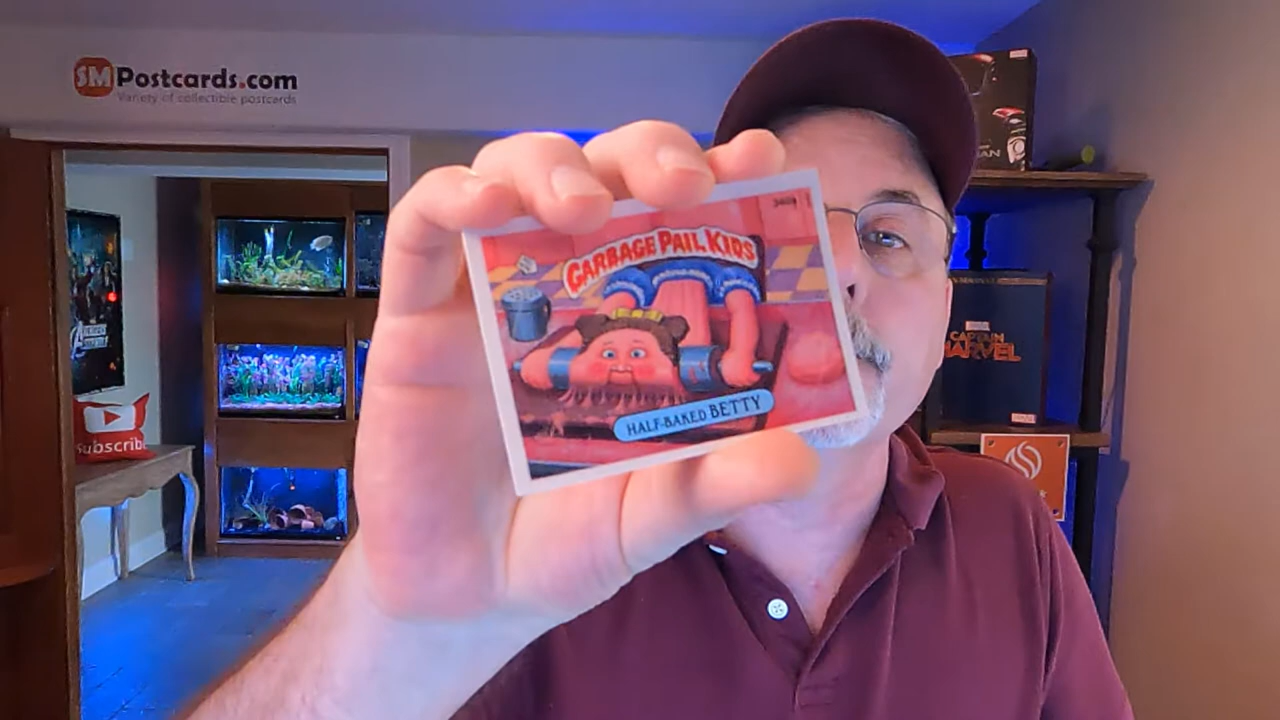 SMPostcards.com
Variety of collectible postcards
GARBAGE PAIL KIDS
HALF-BAKED BETTY
Subscribe
CAPTAIN
MARVEL